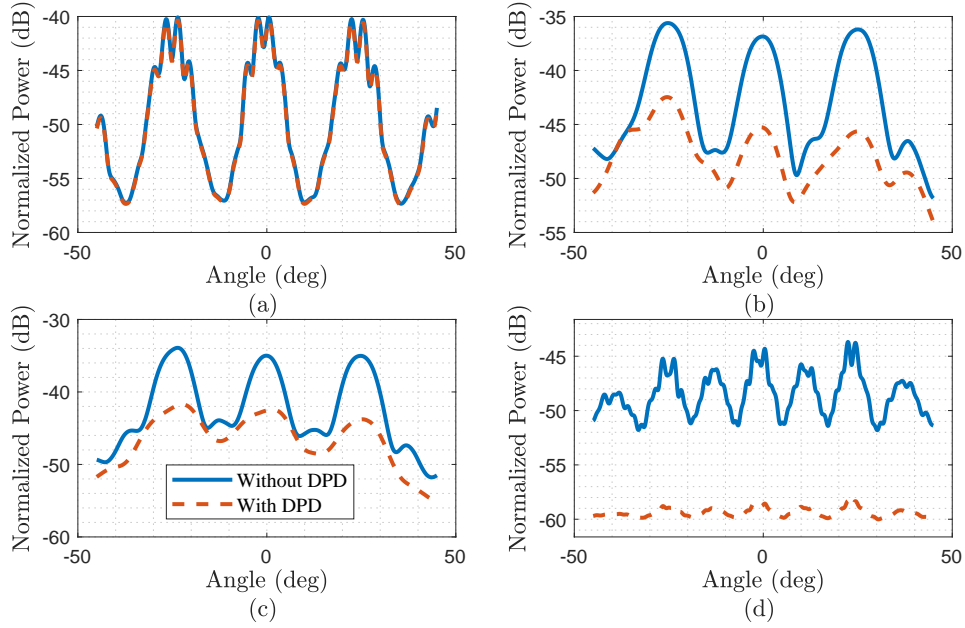 -40
-45
-50
-55
-60
-50
0
50
Normalized Power (dB)
Angle (deg)
(a)
-35
-40
-45
-50
-55
-50
0
50
Normalized Power (dB)
Angle (deg)
(b)
-30
-40
-50
-60
-50
0
50
Normalized Power (dB)
Angle (deg)
Without DPD
With DPD
(c)
-45
-50
-55
-60
-50
0
50
Normalized Power (dB)
Angle (deg)
(d)